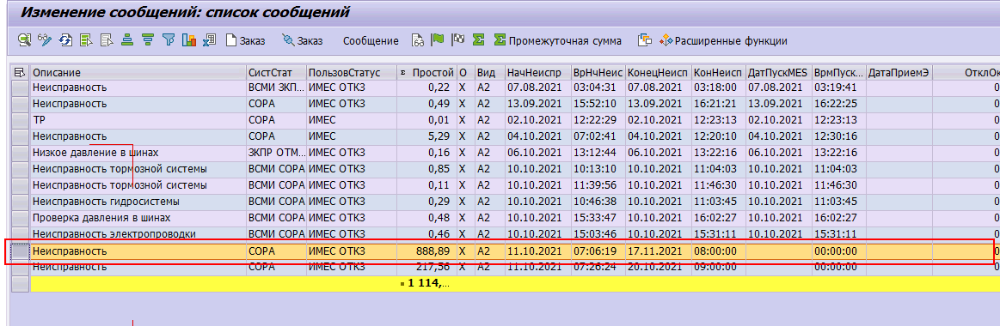 Изменение сообщений: список сообщений
Заказ Заказ Сообщение Промежуточная сумма Расширенные функции
Описание СистСтат ПользовСтатус Простой О Вид НачНеиспр ВрНчНеис КонецНеисп КонНеисп ДатПускMES ВрмПуск... ДатаПриемЭ ОтклОк
Неисправность ВСМИ ЗКП... ИМЕС ОТКЗ 0,22 X A2 07.08.2021 03:04:31 07.08.2021 03:18:00 07.08.2021 03:19:41 0
Неисправность СОРА ИМЕС ОТКЗ 0,49 X A2 13.09.2021 15:52:10 13.09.2021 16:21:21 13.09.2021 16:22:25 0
ТР СОРА ИМЕС 0,01 X A2 02.10.2021 12:22:29 02.10.2021 12:23:13 02.10.2021 12:23:13 0
Неисправность СОРА ИМЕС 5,29 X A2 04.10.2021 07:02:41 04.10.2021 12:20:10 04.10.2021 12:30:16 0
Низкое давление в шинах ЗКПР ОТМ... ИМЕС ОТКЗ 0,16 X A2 06.10.2021 13:12:44 06.10.2021 13:22:16 06.10.2021 13:22:16 0
Неисправность тормозной системы ВСМИ СОРА ИМЕС ОТКЗ 0,85 X A2 10.10.2021 10:13:10 10.10.2021 11:04:03 10.10.2021 11:04:03 0
Неисправность тормозной системы ВСМИ СОРА ИМЕС ОТКЗ 0,11 X A2 10.10.2021 11:39:56 10.10.2021 11:46:30 10.10.2021 11:46:30 0
Неисправность гидросистемы ВСМИ СОРА ИМЕС ОТКЗ 0,29 X A2 10.10.2021 10:46:38 10.10.2021 11:03:45 10.10.2021 11:03:45 0
Проверка давления в шинах ВСМИ СОРА ИМЕС ОТКЗ 0,48 X A2 10.10.2021 15:33:47 10.10.2021 16:02:27 10.10.2021 16:02:27 0
Неисправность электропроводки ВСМИ СОРА ИМЕС ОТКЗ 0,46 X A2 10.10.2021 15:03:46 10.10.2021 15:31:11 10.10.2021 15:31:11 0
Неисправность СОРА ИМЕС ОТКЗ 888,89 X A2 11.10.2021 07:06:19 17.11.2021 08:00:00 00:00:00 0
Неисправность СОРА ИМЕС ОТКЗ 217,56 X A2 11.10.2021 07:26:24 20.10.2021 09:00:00 00:00:00 0
1 114,...